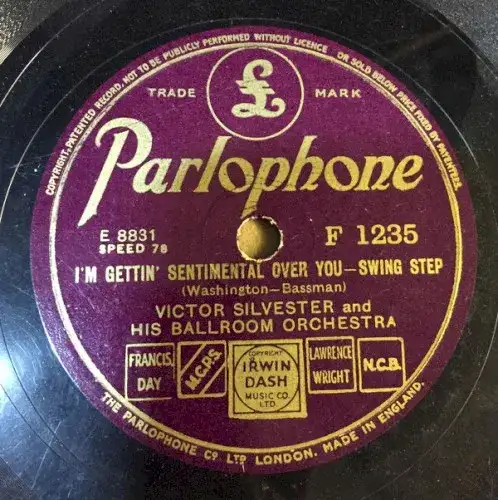 COPYRIGHT, PATENTED RECORD, NOT TO BE PUBLICLY PERFORMED WITHOUT LICENCE OR SOLD BELOW PRICE FIXED BY PATENTEES.
£
TRADE MARK
Parlophone
E 8831 F 1235
SPEED 78
I'M GETTIN' SENTIMENTAL OVER YOU—SWING STEP
(Washington—Bassman)
VICTOR SILVESTER and
HIS BALLROOM ORCHESTRA
FRANCIS, DAY
M.C.P.S.
COPYRIGHT
IRWIN
DASH
MUSIC CO
LTD.
LAWRENCE
WRIGHT
N.C.B.
THE PARLOPHONE Co LTD LONDON. MADE IN ENGLAND.